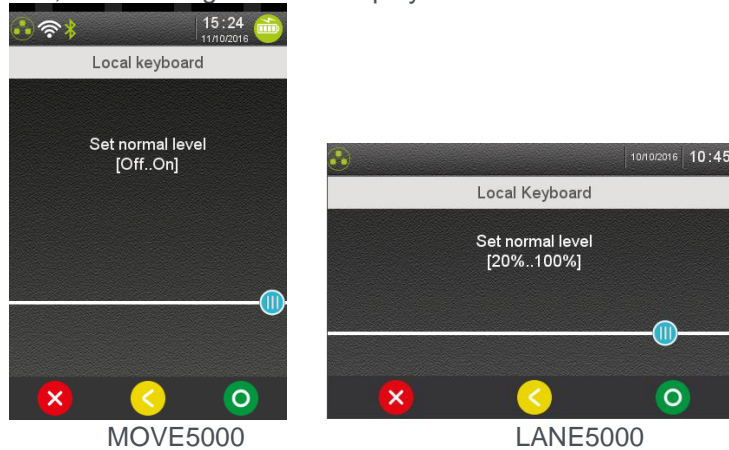 15:24
11/10/2016
Local keyboard
Set normal level
[Off..On]
MOVE5000
10/10/2016 10:45
Local Keyboard
Set normal level
[20%..100%]
LANE5000